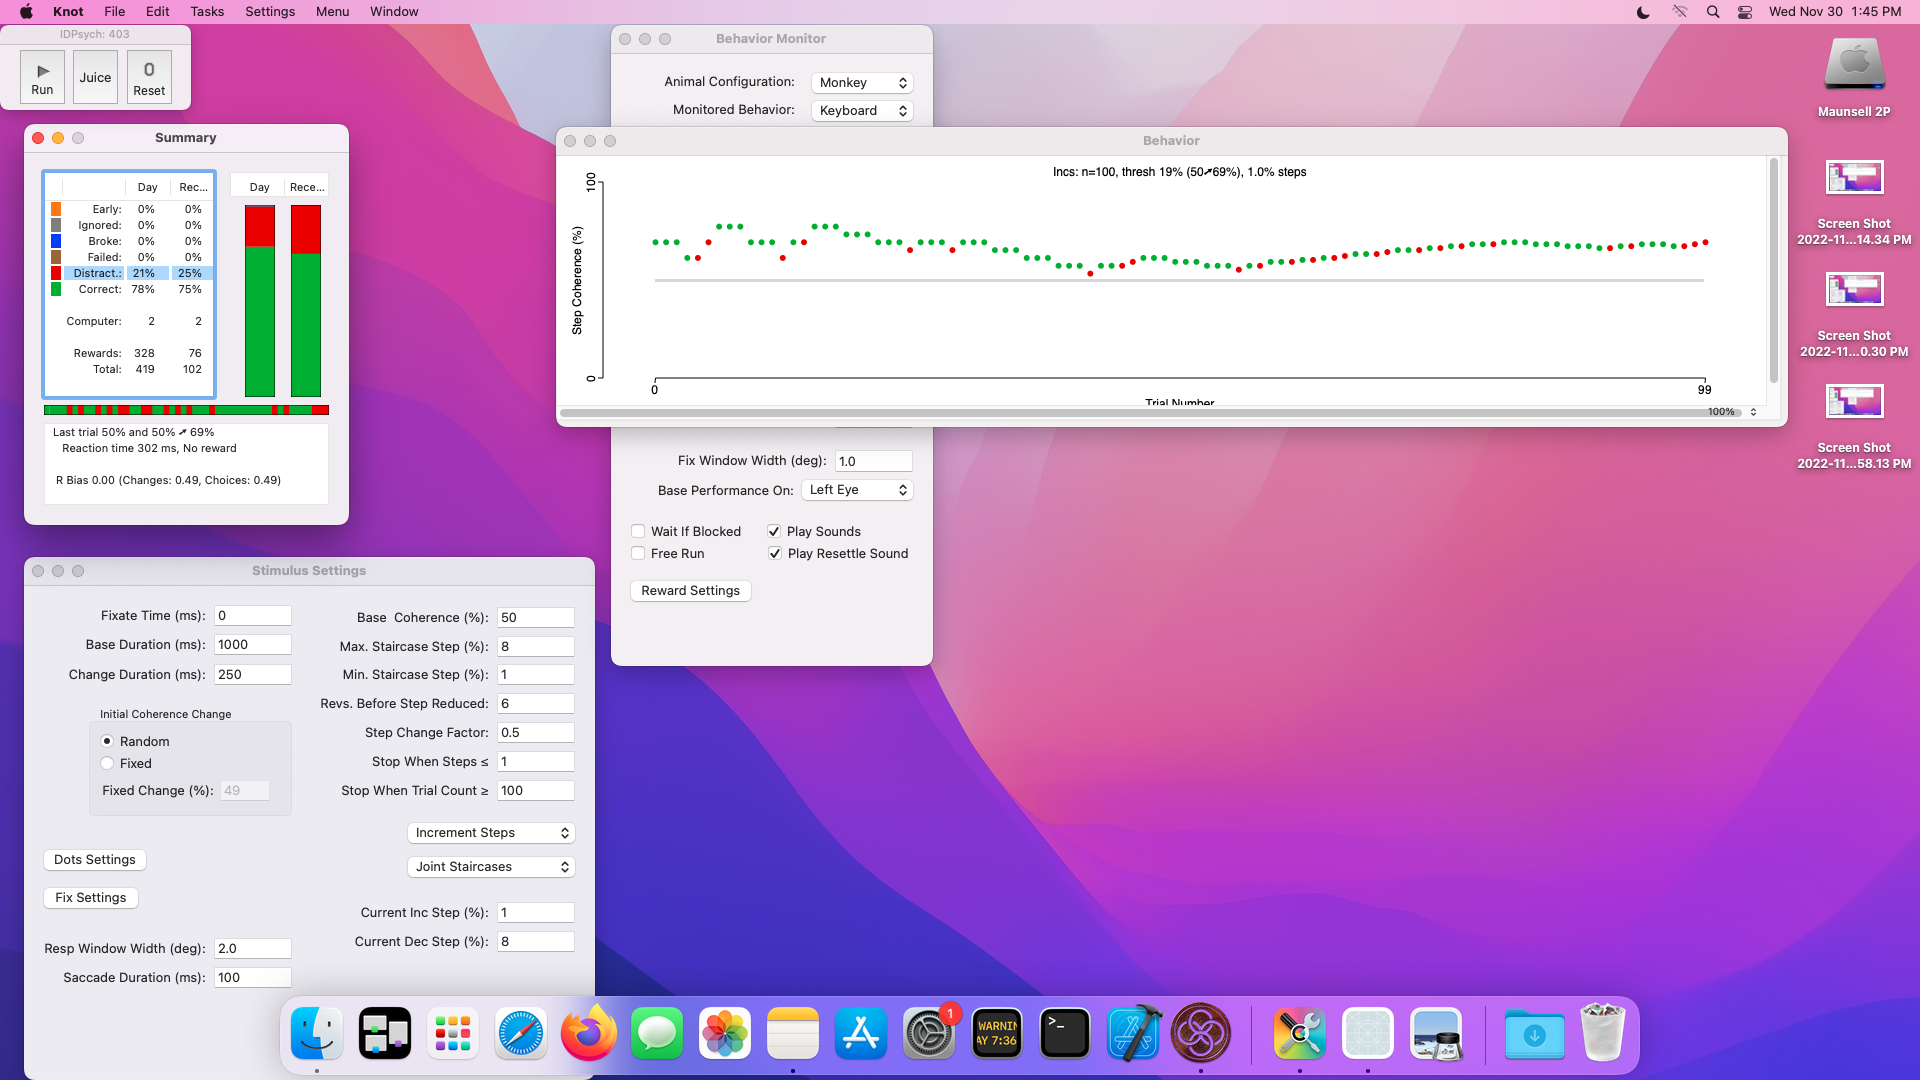 Knot File Edit Tasks Settings Menu Window
Wed Nov 30 1:45 PM
IDPsych: 403
Run
Juice
0
Reset
Summary
Day Rec...
Early: 0% 0%
Ignored: 0% 0%
Broke: 0% 0%
Failed: 0% 0%
Distract.: 21% 25%
Correct: 78% 75%
Computer: 2 2
Rewards: 328 76
Total: 419 102
Day Rece...
Last trial 50% and 50% ➚ 69%
Reaction time 302 ms, No reward
R Bias 0.00 (Changes: 0.49, Choices: 0.49)
Behavior Monitor
Animal Configuration: Monkey
Monitored Behavior: Keyboard
Behavior
Incs: n=100, thresh 19% (50➚69%), 1.0% steps
Step Coherence (%)
100
0
0
99
Trial Number
100%
Fix Window Width (deg): 1.0
Base Performance On: Left Eye
Wait If Blocked
Play Sounds
Free Run
Play Resettle Sound
Reward Settings
Stimulus Settings
Fixate Time (ms): 0
Base Duration (ms): 1000
Change Duration (ms): 250
Initial Coherence Change
Random
Fixed
Fixed Change (%): 49
Dots Settings
Fix Settings
Resp Window Width (deg): 2.0
Saccade Duration (ms): 100
Base Coherence (%): 50
Max. Staircase Step (%): 8
Min. Staircase Step (%): 1
Revs. Before Step Reduced: 6
Step Change Factor: 0.5
Stop When Steps ≤ 1
Stop When Trial Count ≥ 100
Increment Steps
Joint Staircases
Current Inc Step (%): 1
Current Dec Step (%): 8
Maunsell 2P
Screen Shot
2022-11...14.34 PM
Screen Shot
2022-11...0.30 PM
Screen Shot
2022-11...58.13 PM
1
WARNIN
AY 7:36
>_